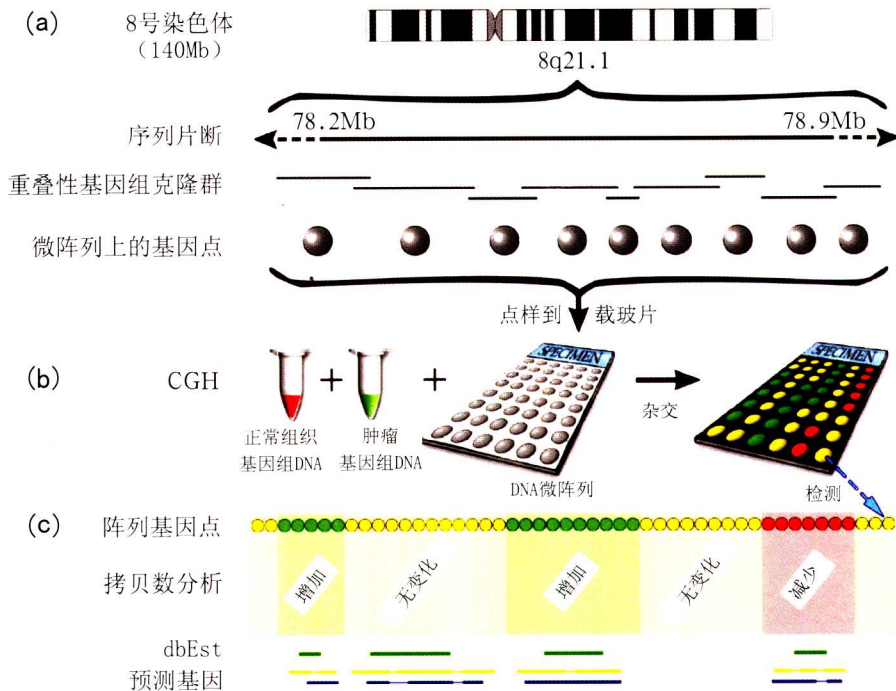 (a) 8号染色体
（140Mb）
8q21.1
78.2Mb 78.9Mb
序列片断
重叠性基因组克隆群
微阵列上的基因点
点样到 载玻片
(b) CGH
SPECIMEN
SPECIMEN
杂交
正常组织
基因组DNA
肿瘤
基因组DNA
DNA微阵列
检测
(c) 阵列基因点
拷贝数分析
增加 无变化 增加 无变化 减少
dbEst
预测基因